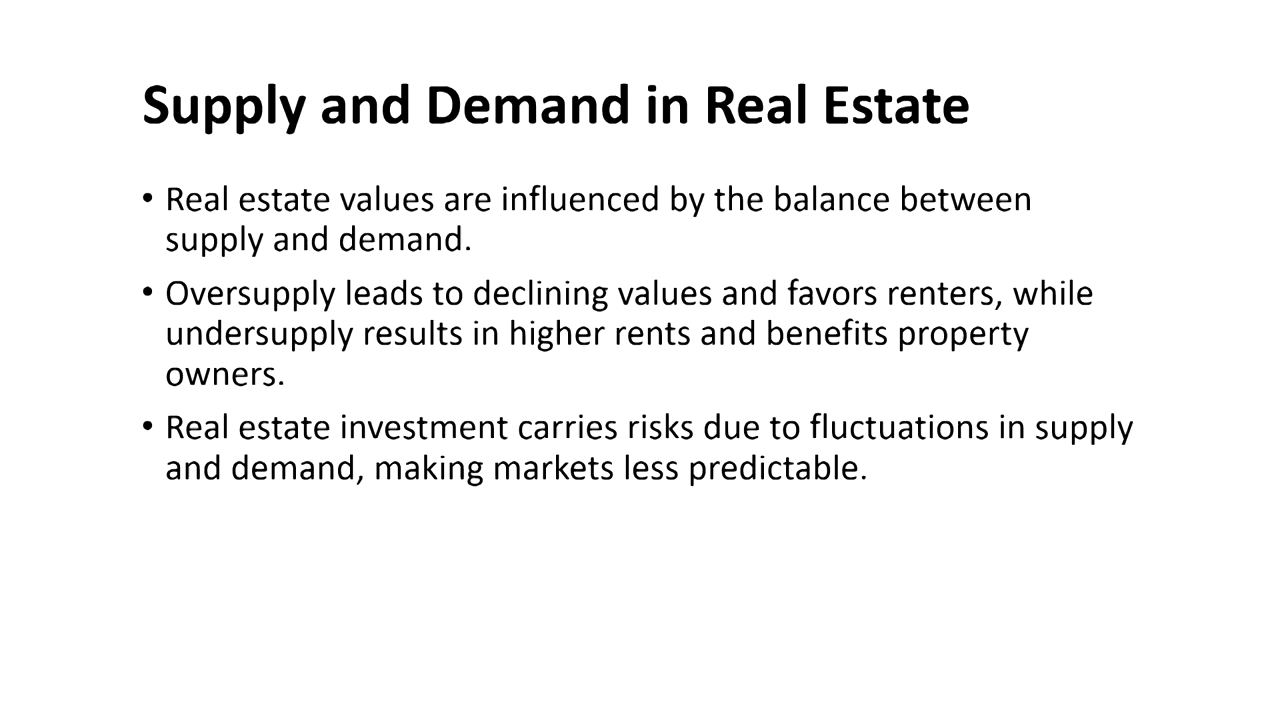 Supply and Demand in Real Estate
• Real estate values are influenced by the balance between
supply and demand.
• Oversupply leads to declining values and favors renters, while
undersupply results in higher rents and benefits property
owners.
• Real estate investment carries risks due to fluctuations in supply
and demand, making markets less predictable.